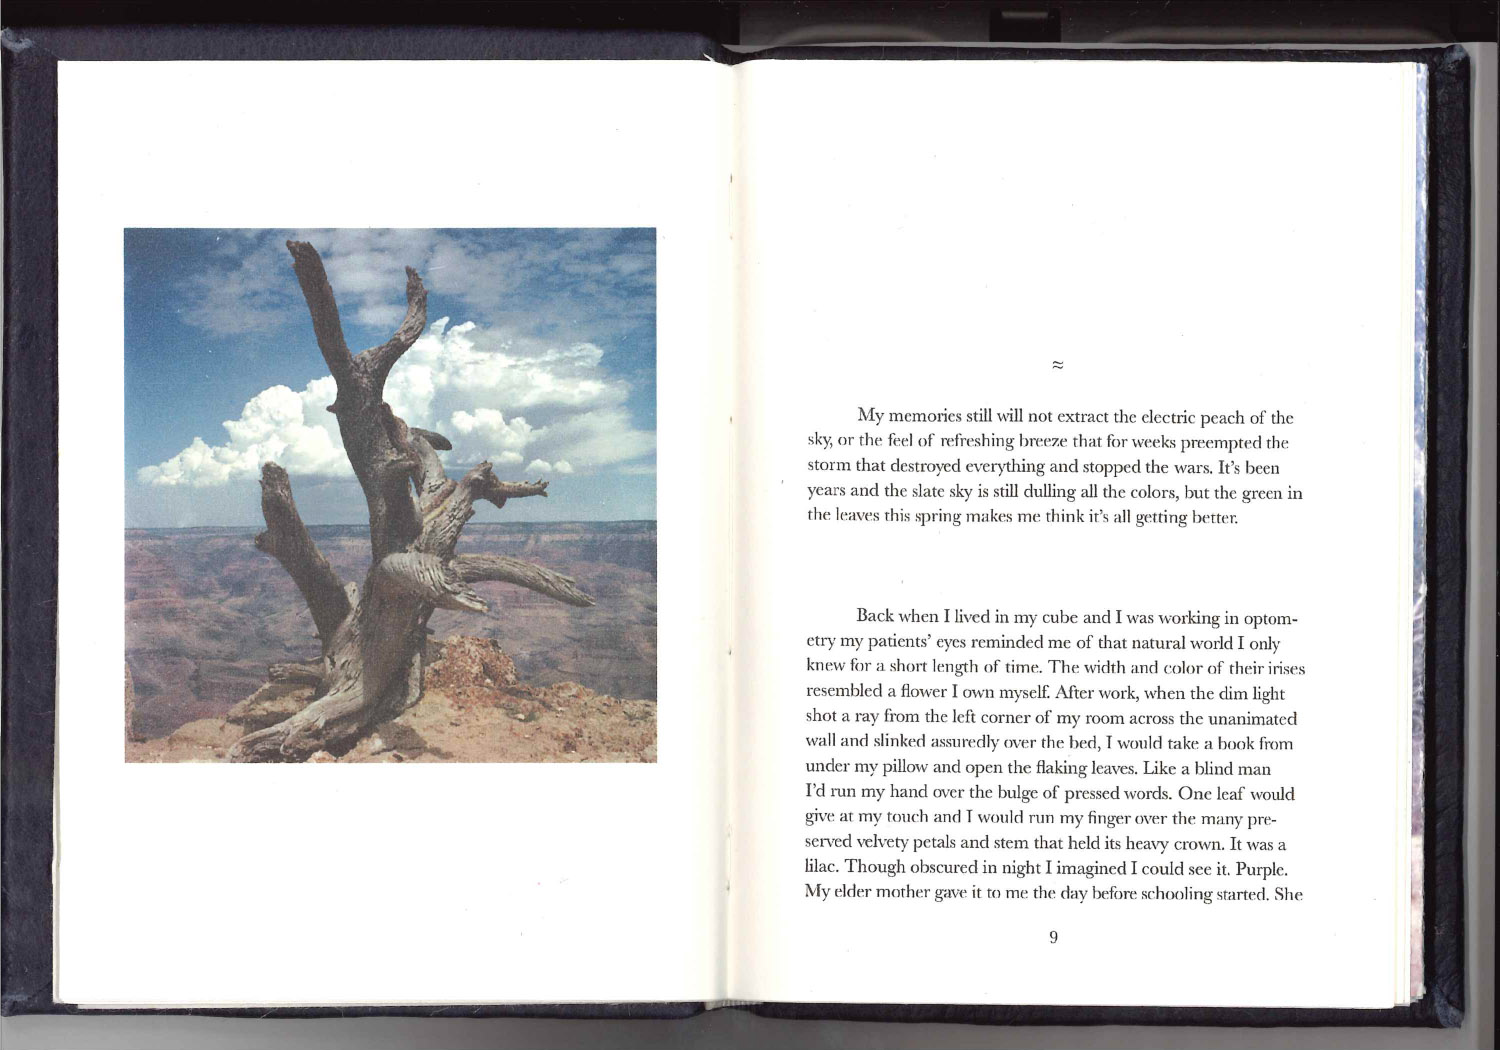 ≈
My memories still will not extract the electric peach of the
sky, or the feel of refreshing breeze that for weeks preempted the
storm that destroyed everything and stopped the wars. It's been
years and the slate sky is still dulling all the colors, but the green in
the leaves this spring makes me think it's all getting better.
Back when I lived in my cube and I was working in optom-
etry my patients' eyes reminded me of that natural world I only
knew for a short length of time. The width and color of their irises
resembled a flower I own myself. After work, when the dim light
shot a ray from the left corner of my room across the unanimated
wall and slinked assuredly over the bed, I would take a book from
under my pillow and open the flaking leaves. Like a blind man
I'd run my hand over the bulge of pressed words. One leaf would
give at my touch and I would run my finger over the many pre-
served velvety petals and stem that held its heavy crown. It was a
lilac. Though obscured in night I imagined I could see it. Purple.
My elder mother gave it to me the day before schooling started. She
9